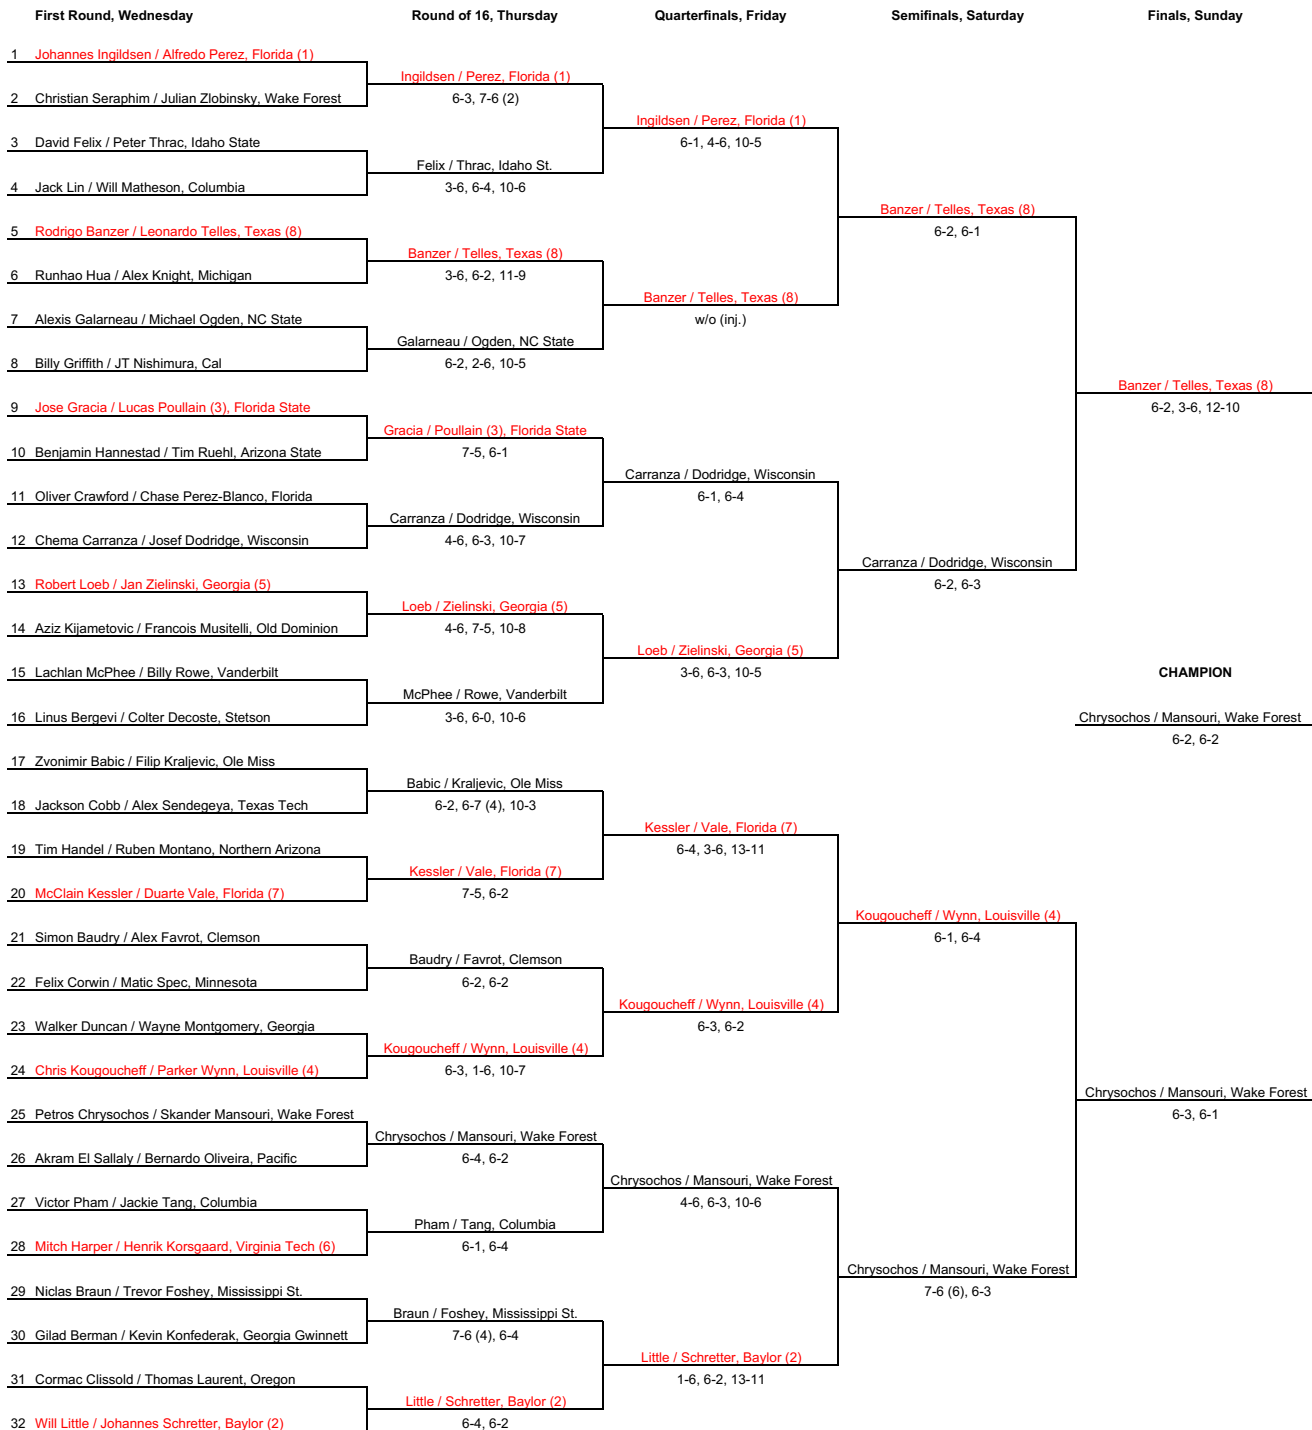 First Round, Wednesday
Round of 16, Thursday
Quarterfinals, Friday
Semifinals, Saturday
Finals, Sunday
1 Johannes Ingildsen / Alfredo Perez, Florida (1)
2 Christian Seraphim / Julian Zlobinsky, Wake Forest
3 David Felix / Peter Thrac, Idaho State
4 Jack Lin / Will Matheson, Columbia
5 Rodrigo Banzer / Leonardo Telles, Texas (8)
6 Runhao Hua / Alex Knight, Michigan
7 Alexis Galarneau / Michael Ogden, NC State
8 Billy Griffith / JT Nishimura, Cal
9 Jose Gracia / Lucas Poullain (3), Florida State
10 Benjamin Hannestad / Tim Ruehl, Arizona State
11 Oliver Crawford / Chase Perez-Blanco, Florida
12 Chema Carranza / Josef Dodridge, Wisconsin
13 Robert Loeb / Jan Zielinski, Georgia (5)
14 Aziz Kijametovic / Francois Musitelli, Old Dominion
15 Lachlan McPhee / Billy Rowe, Vanderbilt
16 Linus Bergevi / Colter Decoste, Stetson
17 Zvonimir Babic / Filip Kraljevic, Ole Miss
18 Jackson Cobb / Alex Sendegeya, Texas Tech
19 Tim Handel / Ruben Montano, Northern Arizona
20 McClain Kessler / Duarte Vale, Florida (7)
21 Simon Baudry / Alex Favrot, Clemson
22 Felix Corwin / Matic Spec, Minnesota
23 Walker Duncan / Wayne Montgomery, Georgia
24 Chris Kougoucheff / Parker Wynn, Louisville (4)
25 Petros Chrysochos / Skander Mansouri, Wake Forest
26 Akram El Sallaly / Bernardo Oliveira, Pacific
27 Victor Pham / Jackie Tang, Columbia
28 Mitch Harper / Henrik Korsgaard, Virginia Tech (6)
29 Niclas Braun / Trevor Foshey, Mississippi St.
30 Gilad Berman / Kevin Konfederak, Georgia Gwinnett
31 Cormac Clissold / Thomas Laurent, Oregon
32 Will Little / Johannes Schretter, Baylor (2)
Ingildsen / Perez, Florida (1)
6-3, 7-6 (2)
Felix / Thrac, Idaho St.
3-6, 6-4, 10-6
Banzer / Telles, Texas (8)
3-6, 6-2, 11-9
Galarneau / Ogden, NC State
6-2, 2-6, 10-5
Gracia / Poullain (3), Florida State
7-5, 6-1
Carranza / Dodridge, Wisconsin
4-6, 6-3, 10-7
Loeb / Zielinski, Georgia (5)
4-6, 7-5, 10-8
McPhee / Rowe, Vanderbilt
3-6, 6-0, 10-6
Babic / Kraljevic, Ole Miss
6-2, 6-7 (4), 10-3
Kessler / Vale, Florida (7)
7-5, 6-2
Baudry / Favrot, Clemson
6-2, 6-2
Kougoucheff / Wynn, Louisville (4)
6-3, 1-6, 10-7
Chrysochos / Mansouri, Wake Forest
6-4, 6-2
Pham / Tang, Columbia
6-1, 6-4
Braun / Foshey, Mississippi St.
7-6 (4), 6-4
Little / Schretter, Baylor (2)
6-4, 6-2
Ingildsen / Perez, Florida (1)
6-1, 4-6, 10-5
Banzer / Telles, Texas (8)
w/o (inj.)
Carranza / Dodridge, Wisconsin
6-1, 6-4
Loeb / Zielinski, Georgia (5)
3-6, 6-3, 10-5
Kessler / Vale, Florida (7)
6-4, 3-6, 13-11
Kougoucheff / Wynn, Louisville (4)
6-3, 6-2
Chrysochos / Mansouri, Wake Forest
4-6, 6-3, 10-6
Little / Schretter, Baylor (2)
1-6, 6-2, 13-11
Banzer / Telles, Texas (8)
6-2, 6-1
Carranza / Dodridge, Wisconsin
6-2, 6-3
Kougoucheff / Wynn, Louisville (4)
6-1, 6-4
Chrysochos / Mansouri, Wake Forest
7-6 (6), 6-3
Banzer / Telles, Texas (8)
6-2, 3-6, 12-10
CHAMPION
Chrysochos / Mansouri, Wake Forest
6-2, 6-2
Chrysochos / Mansouri, Wake Forest
6-3, 6-1